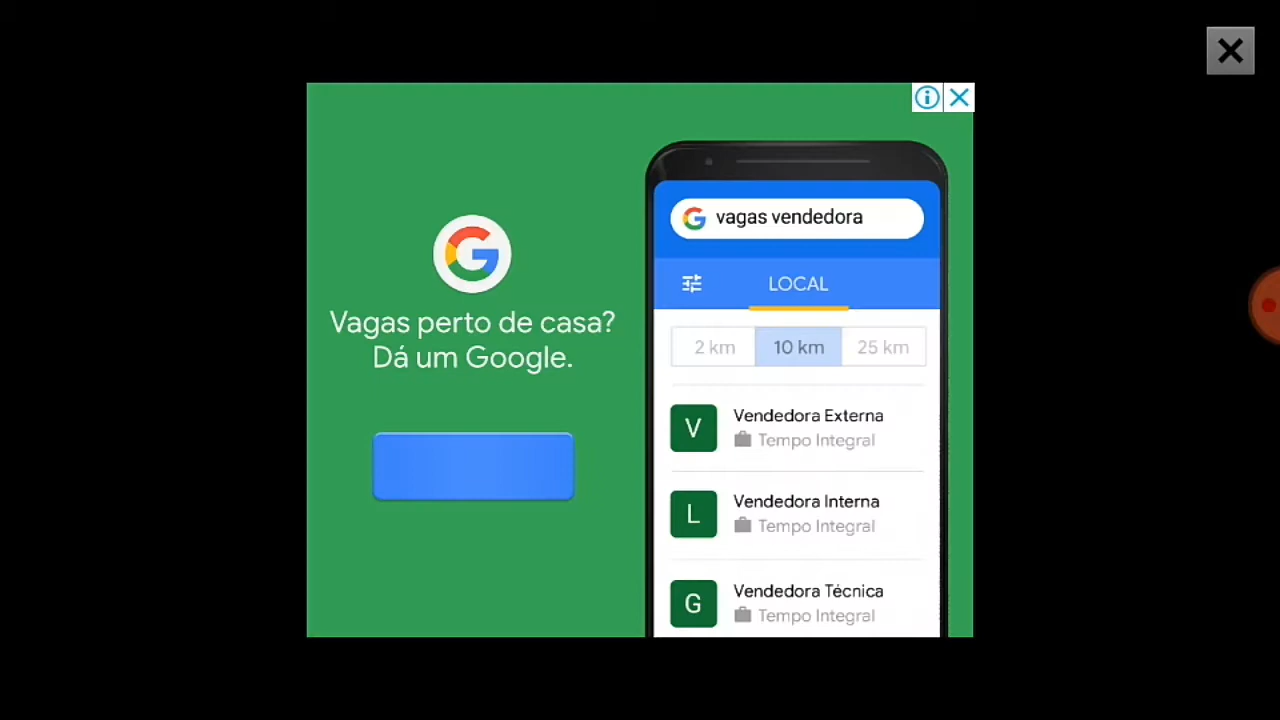 Vagas perto de casa?
Dá um Google.
vagas vendedora
LOCAL
2 km
10 km
25 km
V
Vendedora Externa
Tempo Integral
L
Vendedora Interna
Tempo Integral
G
Vendedora Técnica
Tempo Integral